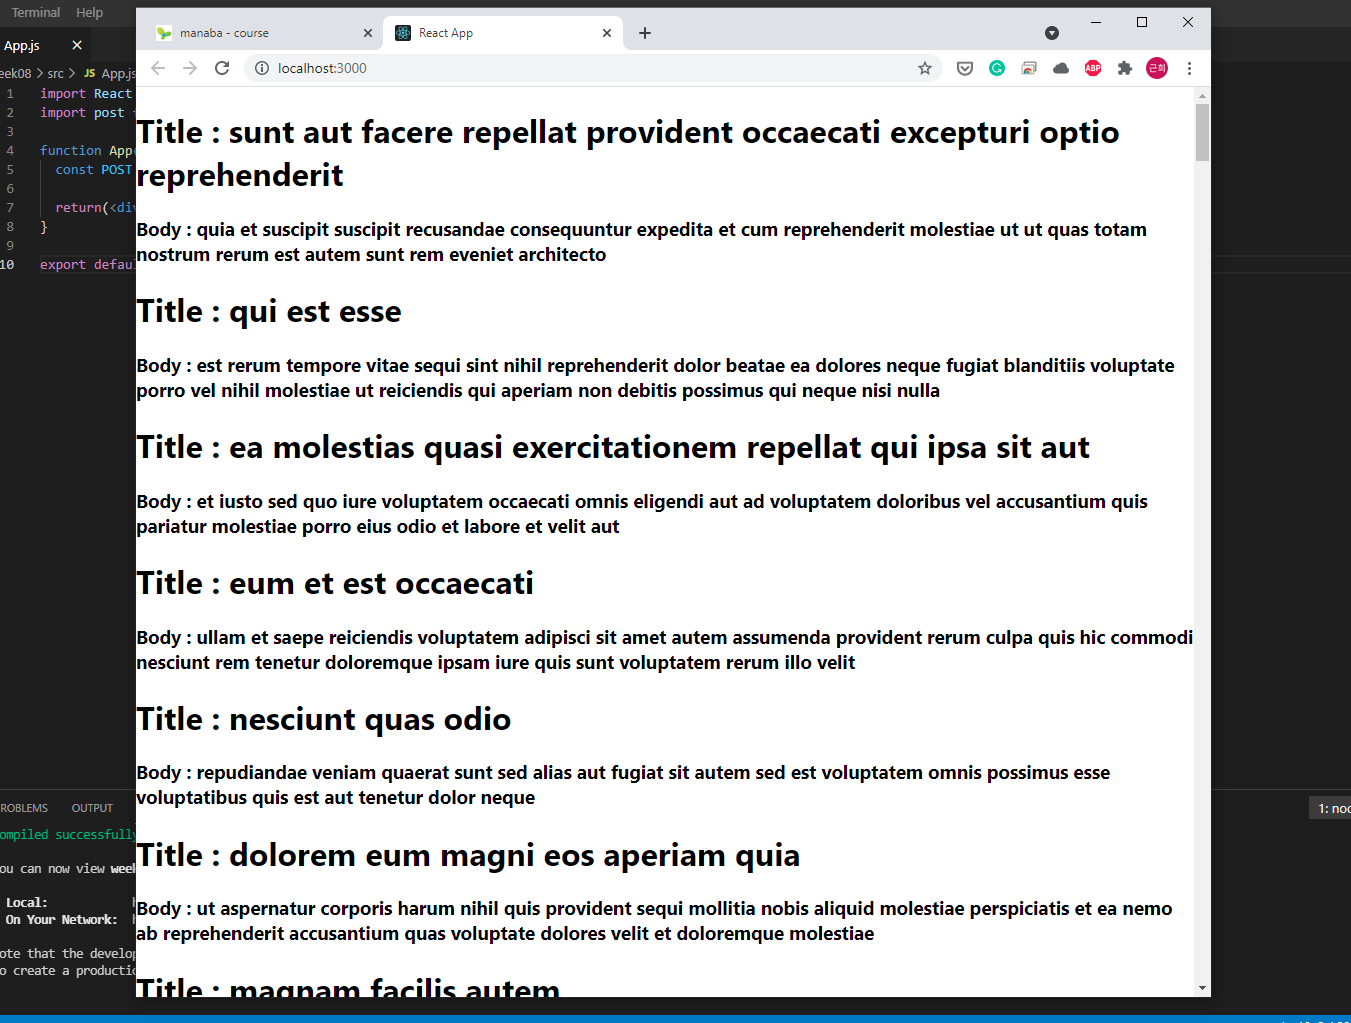 Terminal Help
manaba - course
React App
App.js
localhost:3000
eek08 > src > JS App.js
ABP
근희
1 import React
2 import post
3
4 function App
5 const POST
6
7 return(<div
8 }
9
10 export defau
Title : sunt aut facere repellat provident occaecati excepturi optio
reprehenderit
Body : quia et suscipit suscipit recusandae consequuntur expedita et cum reprehenderit molestiae ut ut quas totam
nostrum rerum est autem sunt rem eveniet architecto
Title : qui est esse
Body : est rerum tempore vitae sequi sint nihil reprehenderit dolor beatae ea dolores neque fugiat blanditiis voluptate
porro vel nihil molestiae ut reiciendis qui aperiam non debitis possimus qui neque nisi nulla
Title : ea molestias quasi exercitationem repellat qui ipsa sit aut
Body : et iusto sed quo iure voluptatem occaecati omnis eligendi aut ad voluptatem doloribus vel accusantium quis
pariatur molestiae porro eius odio et labore et velit aut
Title : eum et est occaecati
Body : ullam et saepe reiciendis voluptatem adipisci sit amet autem assumenda provident rerum culpa quis hic commodi
nesciunt rem tenetur doloremque ipsam iure quis sunt voluptatem rerum illo velit
Title : nesciunt quas odio
Body : repudiandae veniam quaerat sunt sed alias aut fugiat sit autem sed est voluptatem omnis possimus esse
voluptatibus quis est aut tenetur dolor neque
Title : dolorem eum magni eos aperiam quia
Body : ut aspernatur corporis harum nihil quis provident sequi mollitia nobis aliquid molestiae perspiciatis et ea nemo
ab reprehenderit accusantium quas voluptate dolores velit et doloremque molestiae
Title : magnam facilis autem
ROBLEMS OUTPUT
1: noc
ompiled successfully
ou can now view week
Local:
On Your Network:
ote that the develop
o create a productio